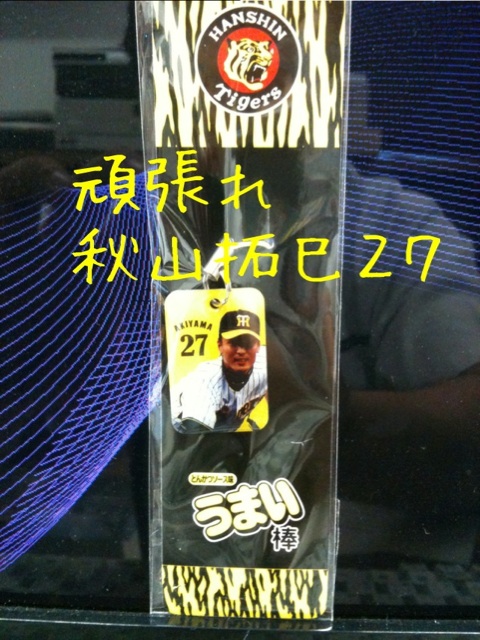 HANSHIN
Tigers
頑張れ
秋山拓巳27
AKIYAMA
27
とんかつソース味
うまい
棒